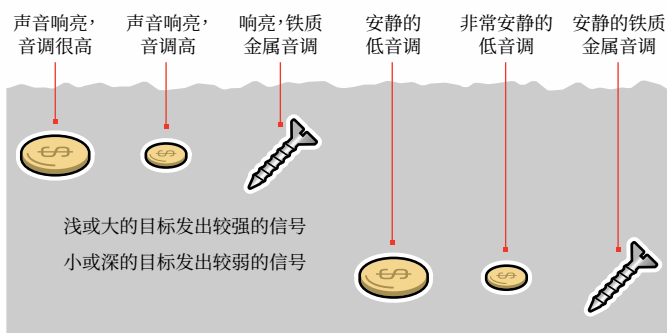 声音响亮，
音调很高
声音响亮，
音调高
响亮，铁质
金属音调
安静的
低音调
非常安静的
低音调
安静的铁质
金属音调
浅或大的目标发出较强的信号
小或深的目标发出较弱的信号